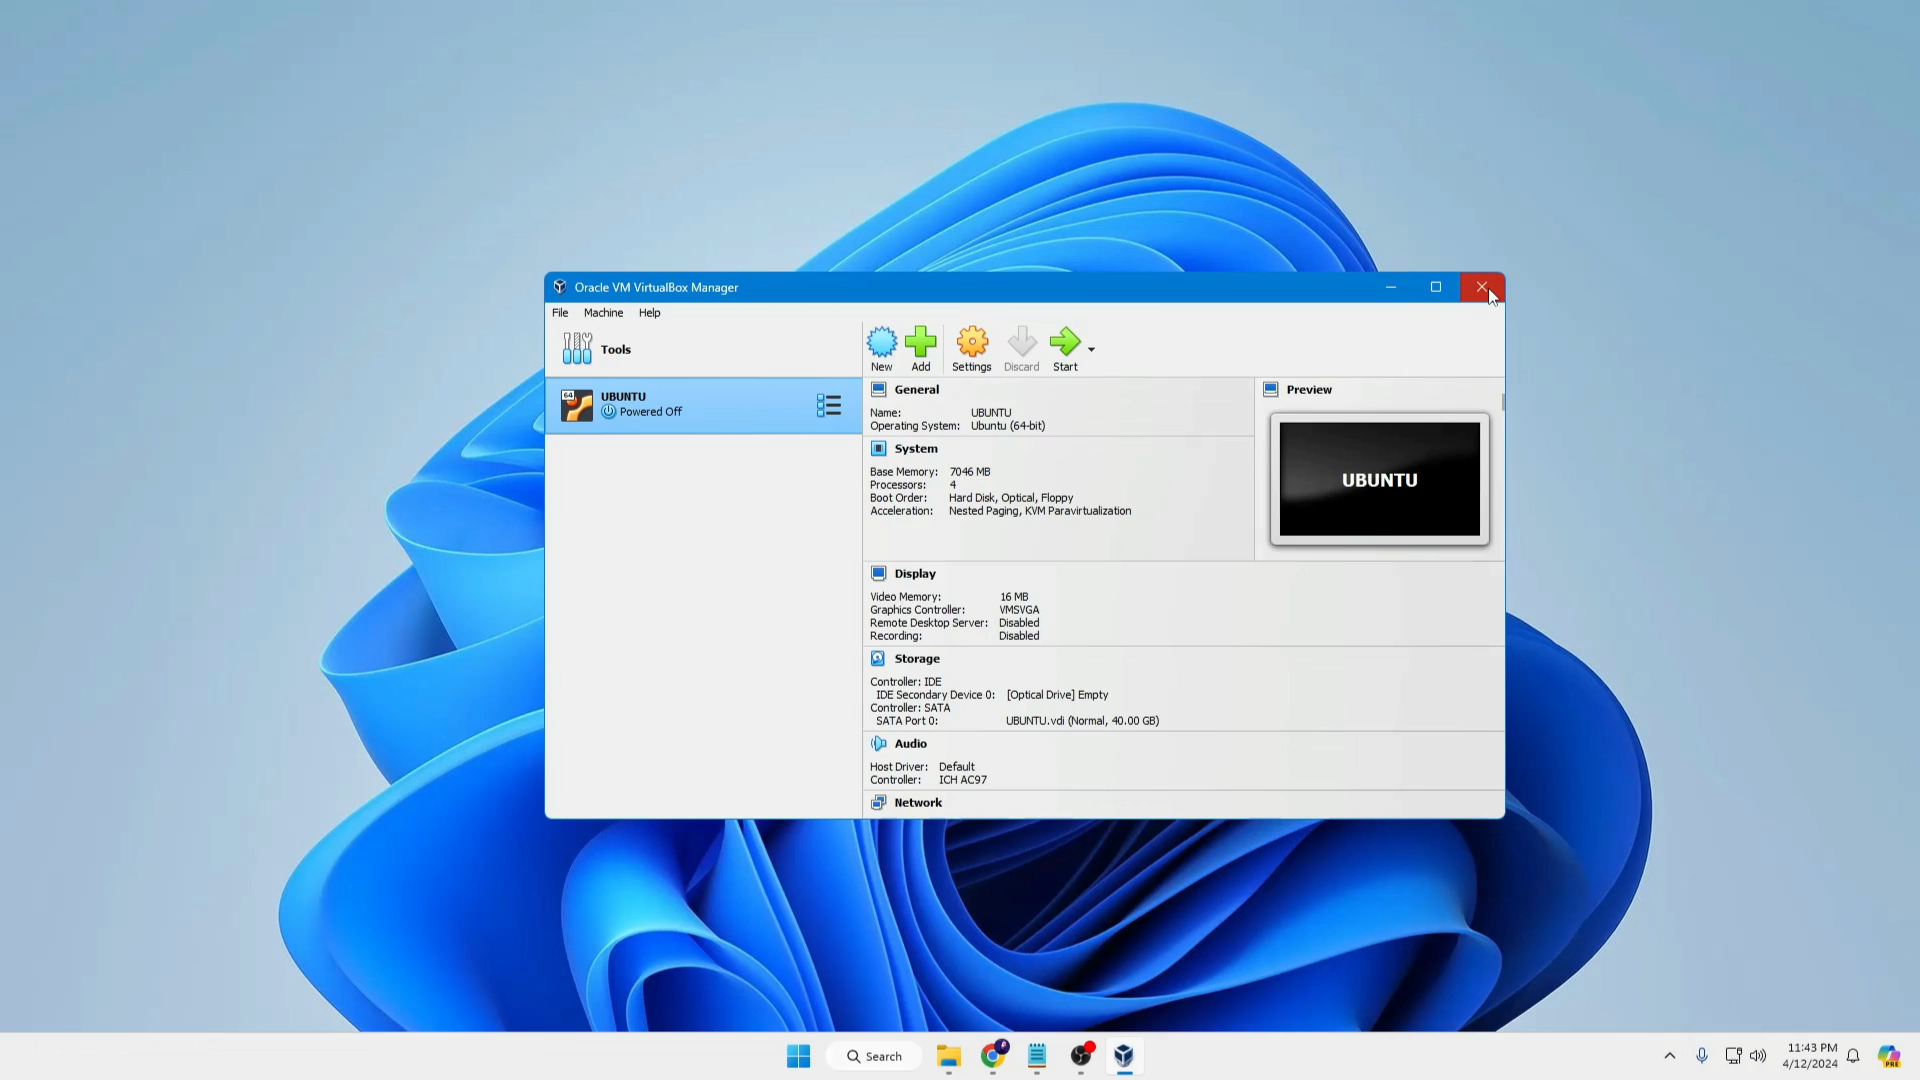 Oracle VM VirtualBox Manager
File Machine Help
Tools
New Add Settings Discard Start
64
UBUNTU
Powered Off
General
Name: UBUNTU
Operating System: Ubuntu (64-bit)
Preview
UBUNTU
System
Base Memory: 7046 MB
Processors: 4
Boot Order: Hard Disk, Optical, Floppy
Acceleration: Nested Paging, KVM Paravirtualization
Display
Video Memory: 16 MB
Graphics Controller: VMSVGA
Remote Desktop Server: Disabled
Recording: Disabled
Storage
Controller: IDE
IDE Secondary Device 0: [Optical Drive] Empty
Controller: SATA
SATA Port 0: UBUNTU.vdi (Normal, 40.00 GB)
Audio
Host Driver: Default
Controller: ICH AC97
Network
Search
11:43 PM
4/12/2024
PRE